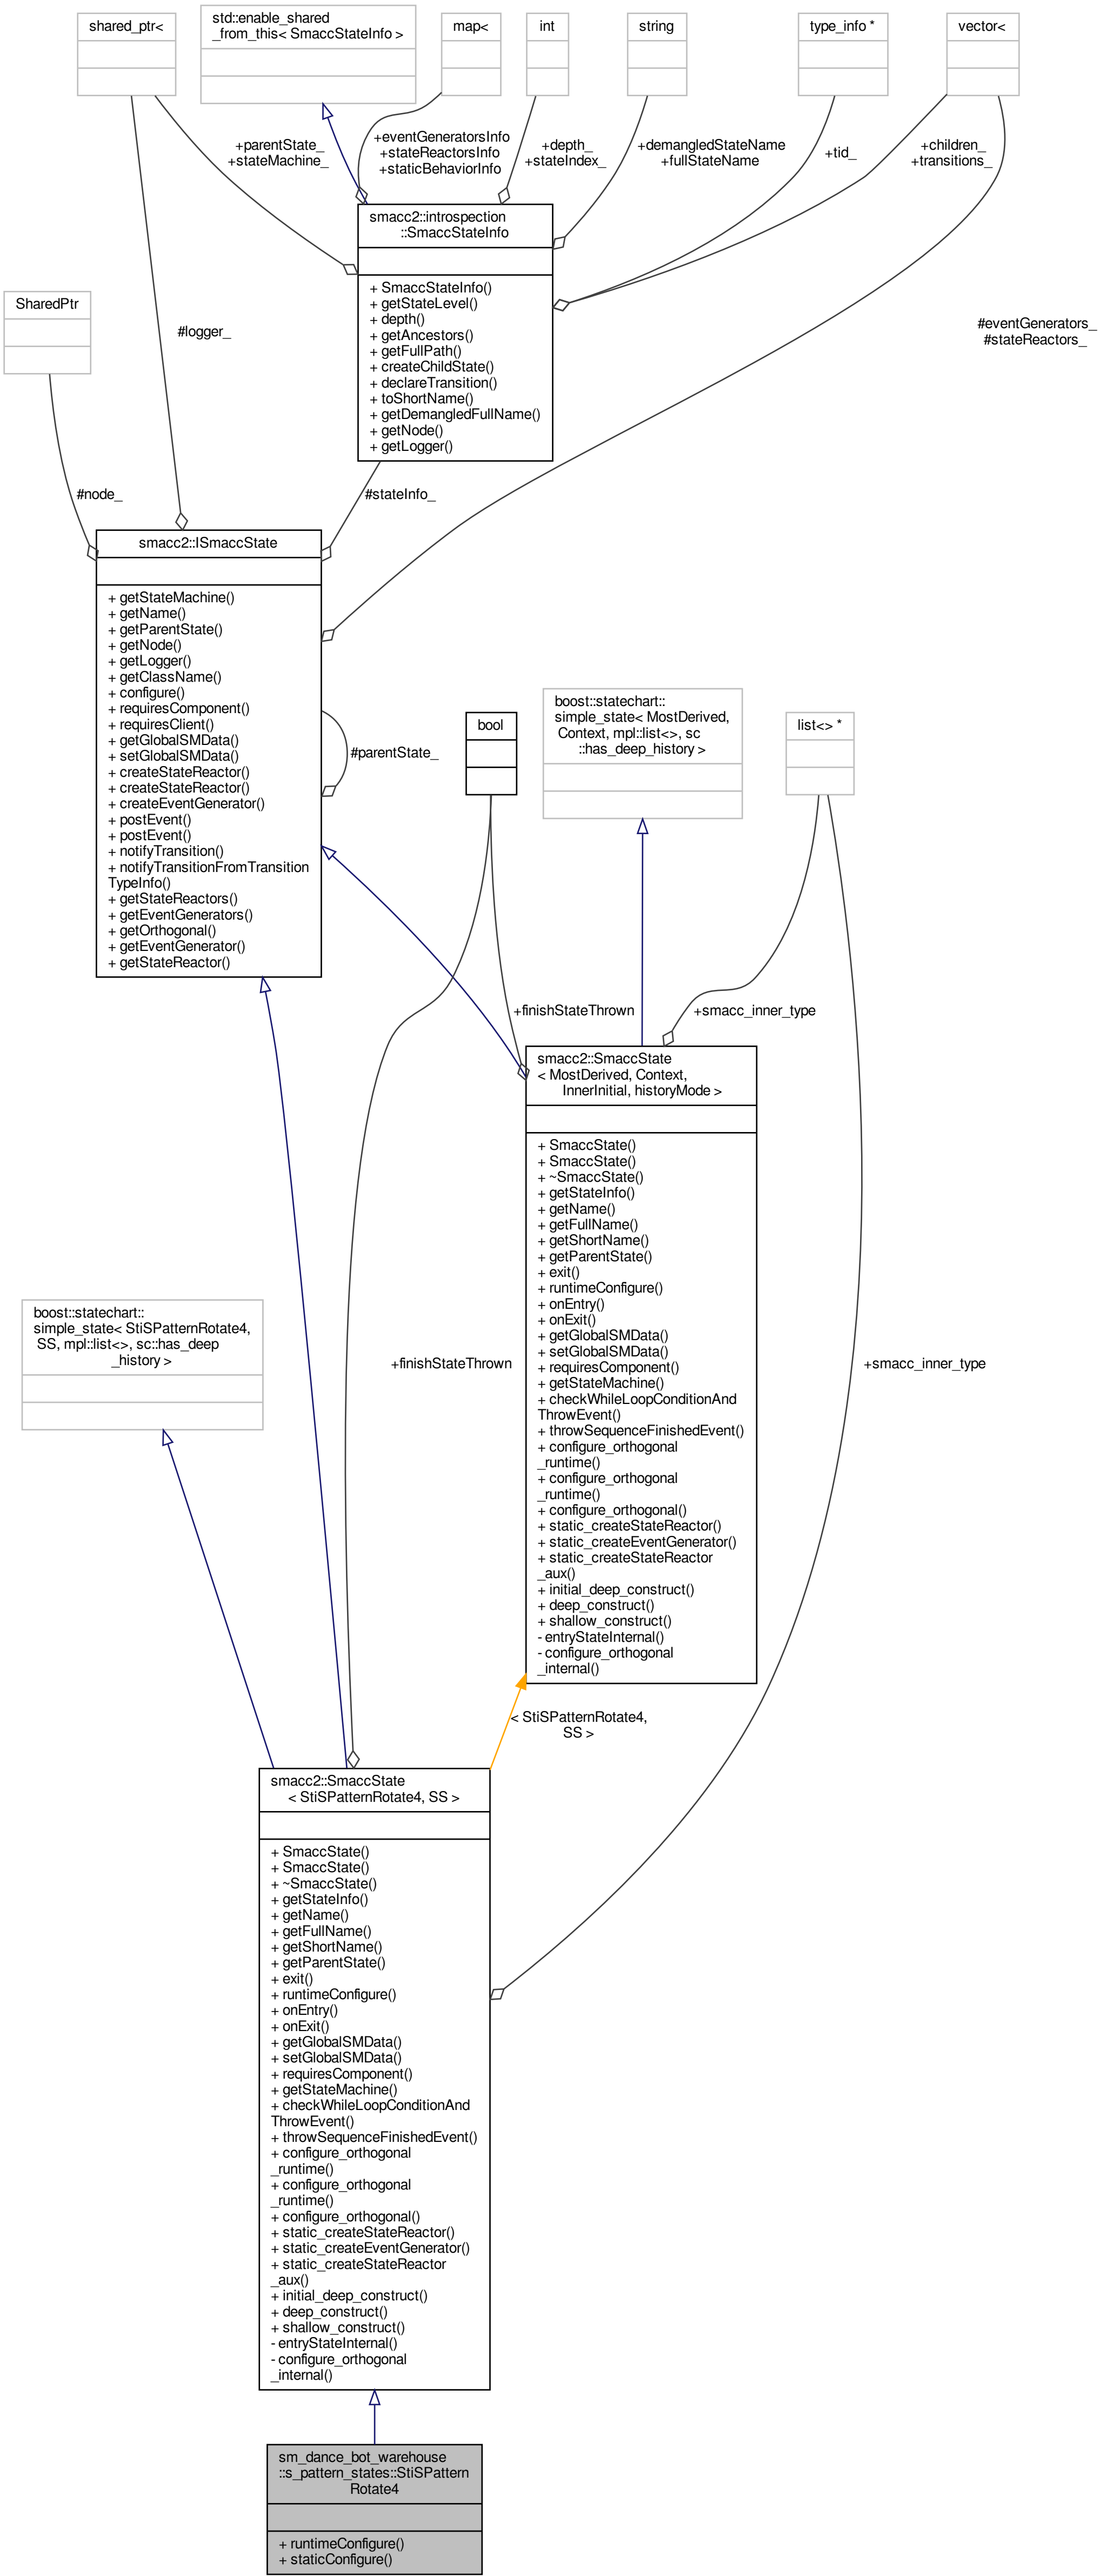 shared_ptr<
std::enable_shared
_from_this< SmaccStateInfo >
map<
int
string
type_info *
vector<
+parentState_
+stateMachine_
+eventGeneratorsInfo
+stateReactorsInfo
+staticBehaviorInfo
+depth_
+stateIndex_
+demangledStateName
+fullStateName
+tid_
+children_
+transitions_
smacc2::introspection
::SmaccStateInfo
+ SmaccStateInfo()
+ getStateLevel()
+ depth()
+ getAncestors()
+ getFullPath()
+ createChildState()
+ declareTransition()
+ toShortName()
+ getDemangledFullName()
+ getNode()
+ getLogger()
SharedPtr
#logger_
#eventGenerators_
#stateReactors_
#node_
#stateInfo_
smacc2::ISmaccState
+ getStateMachine()
+ getName()
+ getParentState()
+ getNode()
+ getLogger()
+ getClassName()
+ configure()
+ requiresComponent()
+ requiresClient()
+ getGlobalSMData()
+ setGlobalSMData()
+ createStateReactor()
+ createStateReactor()
+ createEventGenerator()
+ postEvent()
+ postEvent()
+ notifyTransition()
+ notifyTransitionFromTransition
TypeInfo()
+ getStateReactors()
+ getEventGenerators()
+ getOrthogonal()
+ getEventGenerator()
+ getStateReactor()
#parentState_
bool
boost::statechart::
simple_state< MostDerived,
Context, mpl::list<>, sc
::has_deep_history >
list<> *
+finishStateThrown
+smacc_inner_type
smacc2::SmaccState
< MostDerived, Context,
InnerInitial, historyMode >
+ SmaccState()
+ SmaccState()
+ ~SmaccState()
+ getStateInfo()
+ getName()
+ getFullName()
+ getShortName()
+ getParentState()
+ exit()
+ runtimeConfigure()
+ onEntry()
+ onExit()
+ getGlobalSMData()
+ setGlobalSMData()
+ requiresComponent()
+ getStateMachine()
+ checkWhileLoopConditionAnd
ThrowEvent()
+ throwSequenceFinishedEvent()
+ configure_orthogonal
_runtime()
+ configure_orthogonal
_runtime()
+ configure_orthogonal()
+ static_createStateReactor()
+ static_createEventGenerator()
+ static_createStateReactor
_aux()
+ initial_deep_construct()
+ deep_construct()
+ shallow_construct()
- entryStateInternal()
- configure_orthogonal
_internal()
boost::statechart::
simple_state< StiSPatternRotate4,
SS, mpl::list<>, sc::has_deep
_history >
+finishStateThrown
+smacc_inner_type
< StiSPatternRotate4,
SS >
smacc2::SmaccState
< StiSPatternRotate4, SS >
+ SmaccState()
+ SmaccState()
+ ~SmaccState()
+ getStateInfo()
+ getName()
+ getFullName()
+ getShortName()
+ getParentState()
+ exit()
+ runtimeConfigure()
+ onEntry()
+ onExit()
+ getGlobalSMData()
+ setGlobalSMData()
+ requiresComponent()
+ getStateMachine()
+ checkWhileLoopConditionAnd
ThrowEvent()
+ throwSequenceFinishedEvent()
+ configure_orthogonal
_runtime()
+ configure_orthogonal
_runtime()
+ configure_orthogonal()
+ static_createStateReactor()
+ static_createEventGenerator()
+ static_createStateReactor
_aux()
+ initial_deep_construct()
+ deep_construct()
+ shallow_construct()
- entryStateInternal()
- configure_orthogonal
_internal()
sm_dance_bot_warehouse
::s_pattern_states::StiSPattern
Rotate4
+ runtimeConfigure()
+ staticConfigure()